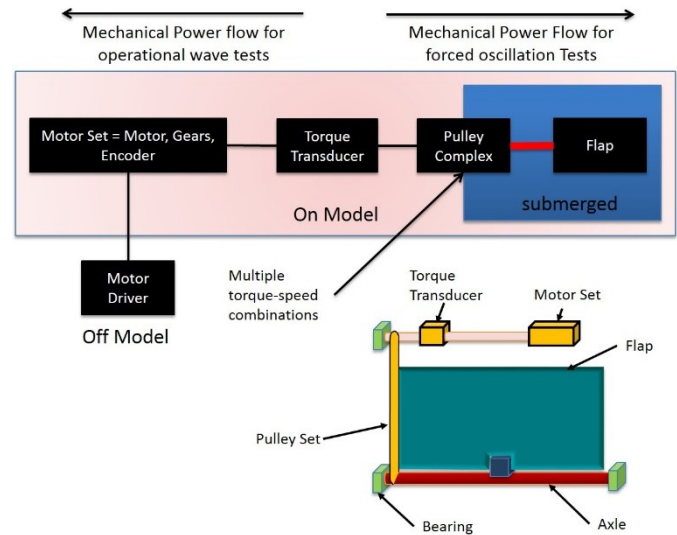 Mechanical Power flow for
operational wave tests
Mechanical Power Flow for
forced oscillation Tests
Motor Set = Motor, Gears,
Encoder
Torque
Transducer
Pulley
Complex
Flap
On Model
submerged
Motor
Driver
Off Model
Multiple
torque-speed
combinations
Torque
Transducer
Motor Set
Flap
Pulley Set
Bearing
Axle